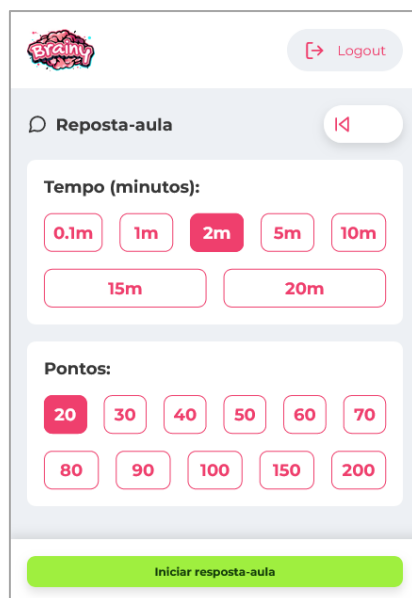 Brainy
Logout
Reposta-aula
Tempo (minutos):
0.1m 1m 2m 5m 10m
15m 20m
Pontos:
20 30 40 50 60 70
80 90 100 150 200
Iniciar resposta-aula